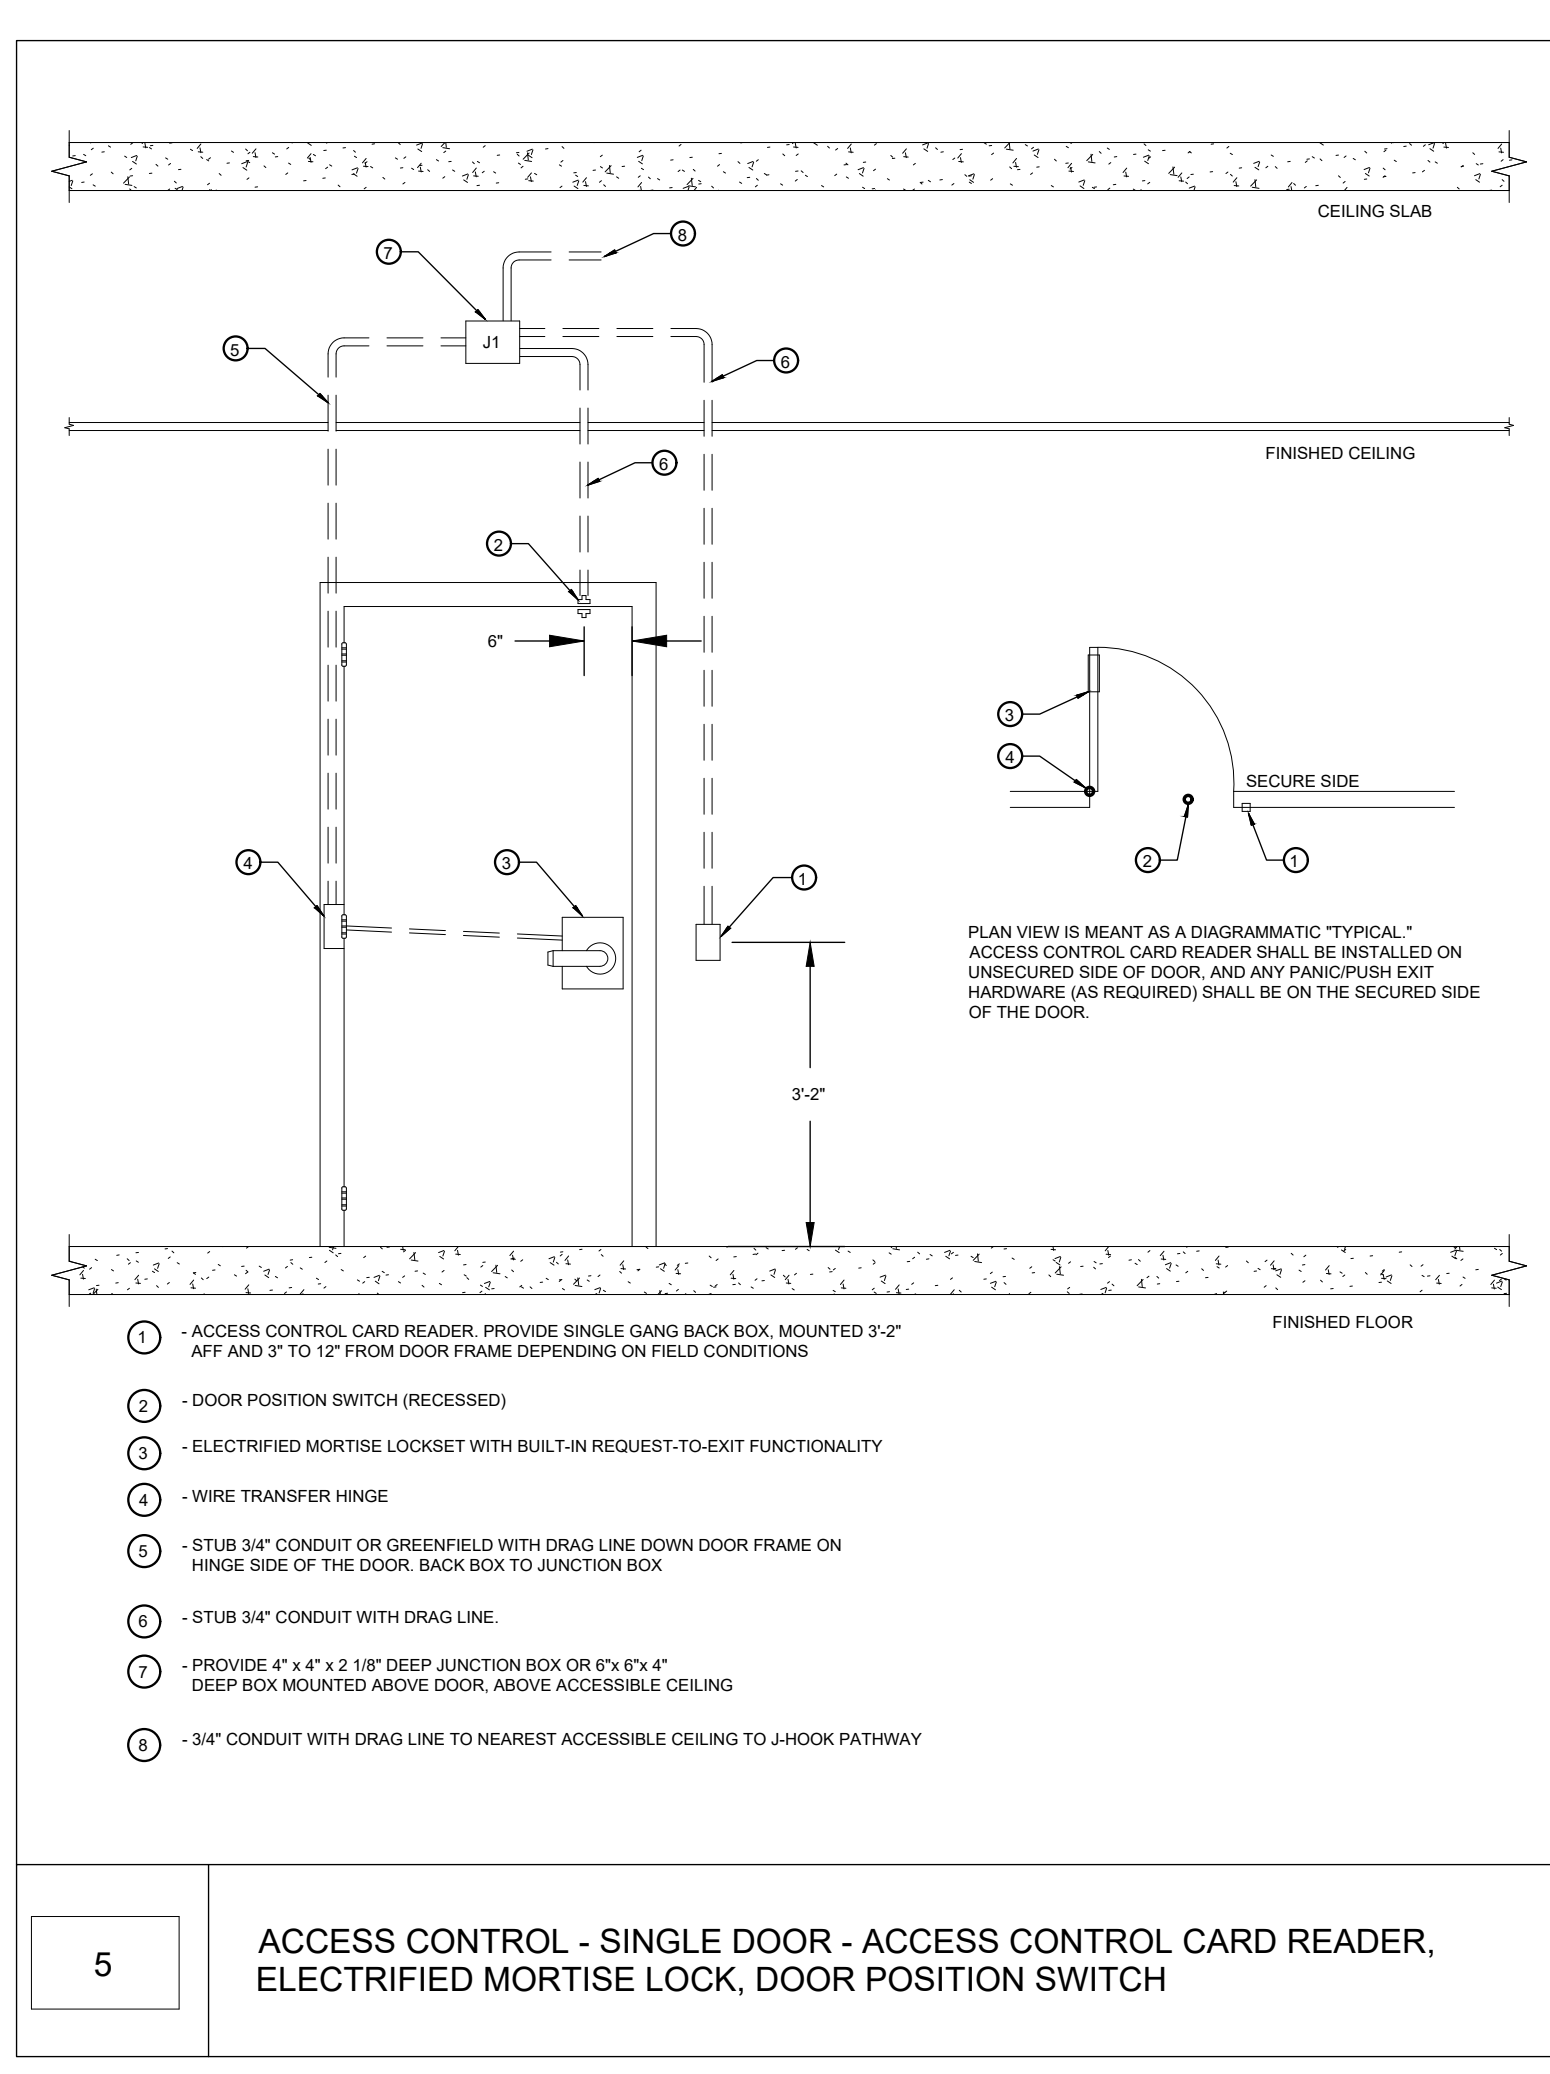 CEILING SLAB
8
7
J1
5
6
FINISHED CEILING
6
2
6"
3
4
SECURE SIDE
2
1
4
3
1
PLAN VIEW IS MEANT AS A DIAGRAMMATIC "TYPICAL."
ACCESS CONTROL CARD READER SHALL BE INSTALLED ON
UNSECURED SIDE OF DOOR, AND ANY PANIC/PUSH EXIT
HARDWARE (AS REQUIRED) SHALL BE ON THE SECURED SIDE
OF THE DOOR.
3'-2"
FINISHED FLOOR
1 - ACCESS CONTROL CARD READER. PROVIDE SINGLE GANG BACK BOX, MOUNTED 3'-2"
AFF AND 3" TO 12" FROM DOOR FRAME DEPENDING ON FIELD CONDITIONS
2 - DOOR POSITION SWITCH (RECESSED)
3 - ELECTRIFIED MORTISE LOCKSET WITH BUILT-IN REQUEST-TO-EXIT FUNCTIONALITY
4 - WIRE TRANSFER HINGE
5 - STUB 3/4" CONDUIT OR GREENFIELD WITH DRAG LINE DOWN DOOR FRAME ON
HINGE SIDE OF THE DOOR. BACK BOX TO JUNCTION BOX
6 - STUB 3/4" CONDUIT WITH DRAG LINE.
7 - PROVIDE 4" x 4" x 2 1/8" DEEP JUNCTION BOX OR 6"x 6"x 4"
DEEP BOX MOUNTED ABOVE DOOR, ABOVE ACCESSIBLE CEILING
8 - 3/4" CONDUIT WITH DRAG LINE TO NEAREST ACCESSIBLE CEILING TO J-HOOK PATHWAY
5
ACCESS CONTROL - SINGLE DOOR - ACCESS CONTROL CARD READER,
ELECTRIFIED MORTISE LOCK, DOOR POSITION SWITCH